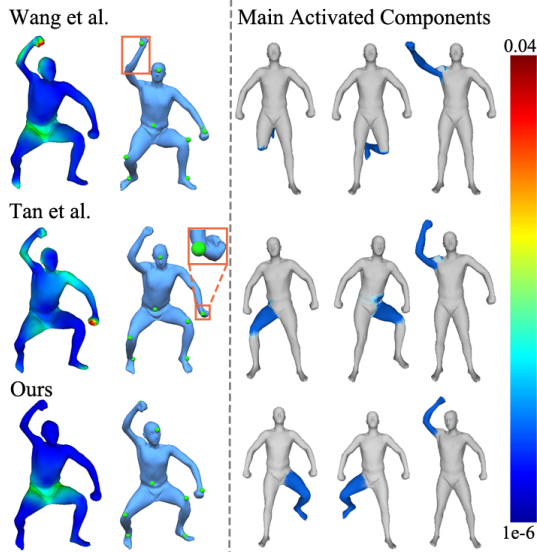 Wang et al.
Main Activated Components
0.04
Tan et al.
Ours
1e-6